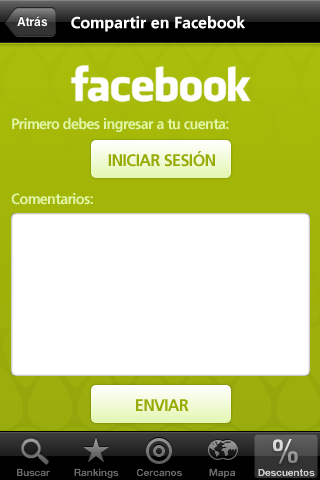 Atrás
Compartir en Facebook
facebook
Primero debes ingresar a tu cuenta:
INICIAR SESIÓN
Comentarios:
ENVIAR
Buscar
Rankings
Cercanos
Mapa
%
Descuentos